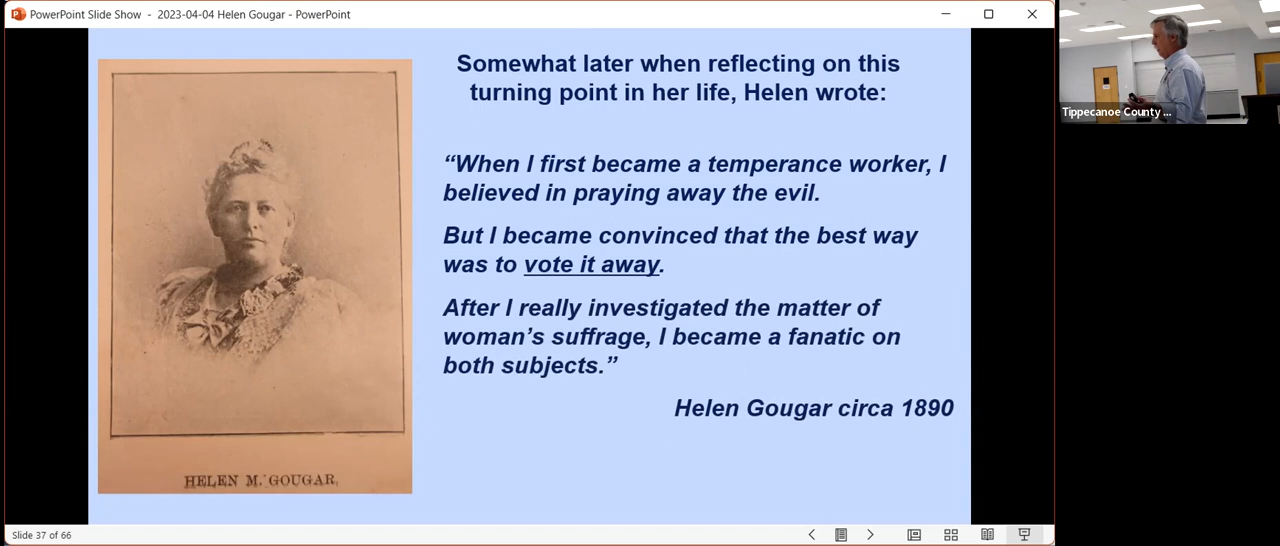 PowerPoint Slide Show - 2023-04-04 Helen Gougar - PowerPoint
Somewhat later when reflecting on this
turning point in her life, Helen wrote:
“When I first became a temperance worker, I
believed in praying away the evil.
But I became convinced that the best way
was to vote it away.
After I really investigated the matter of
woman’s suffrage, I became a fanatic on
both subjects.”
Helen Gougar circa 1890
HELEN M. GOUGAR,
Slide 37 of 66
Tippecanoe County ...